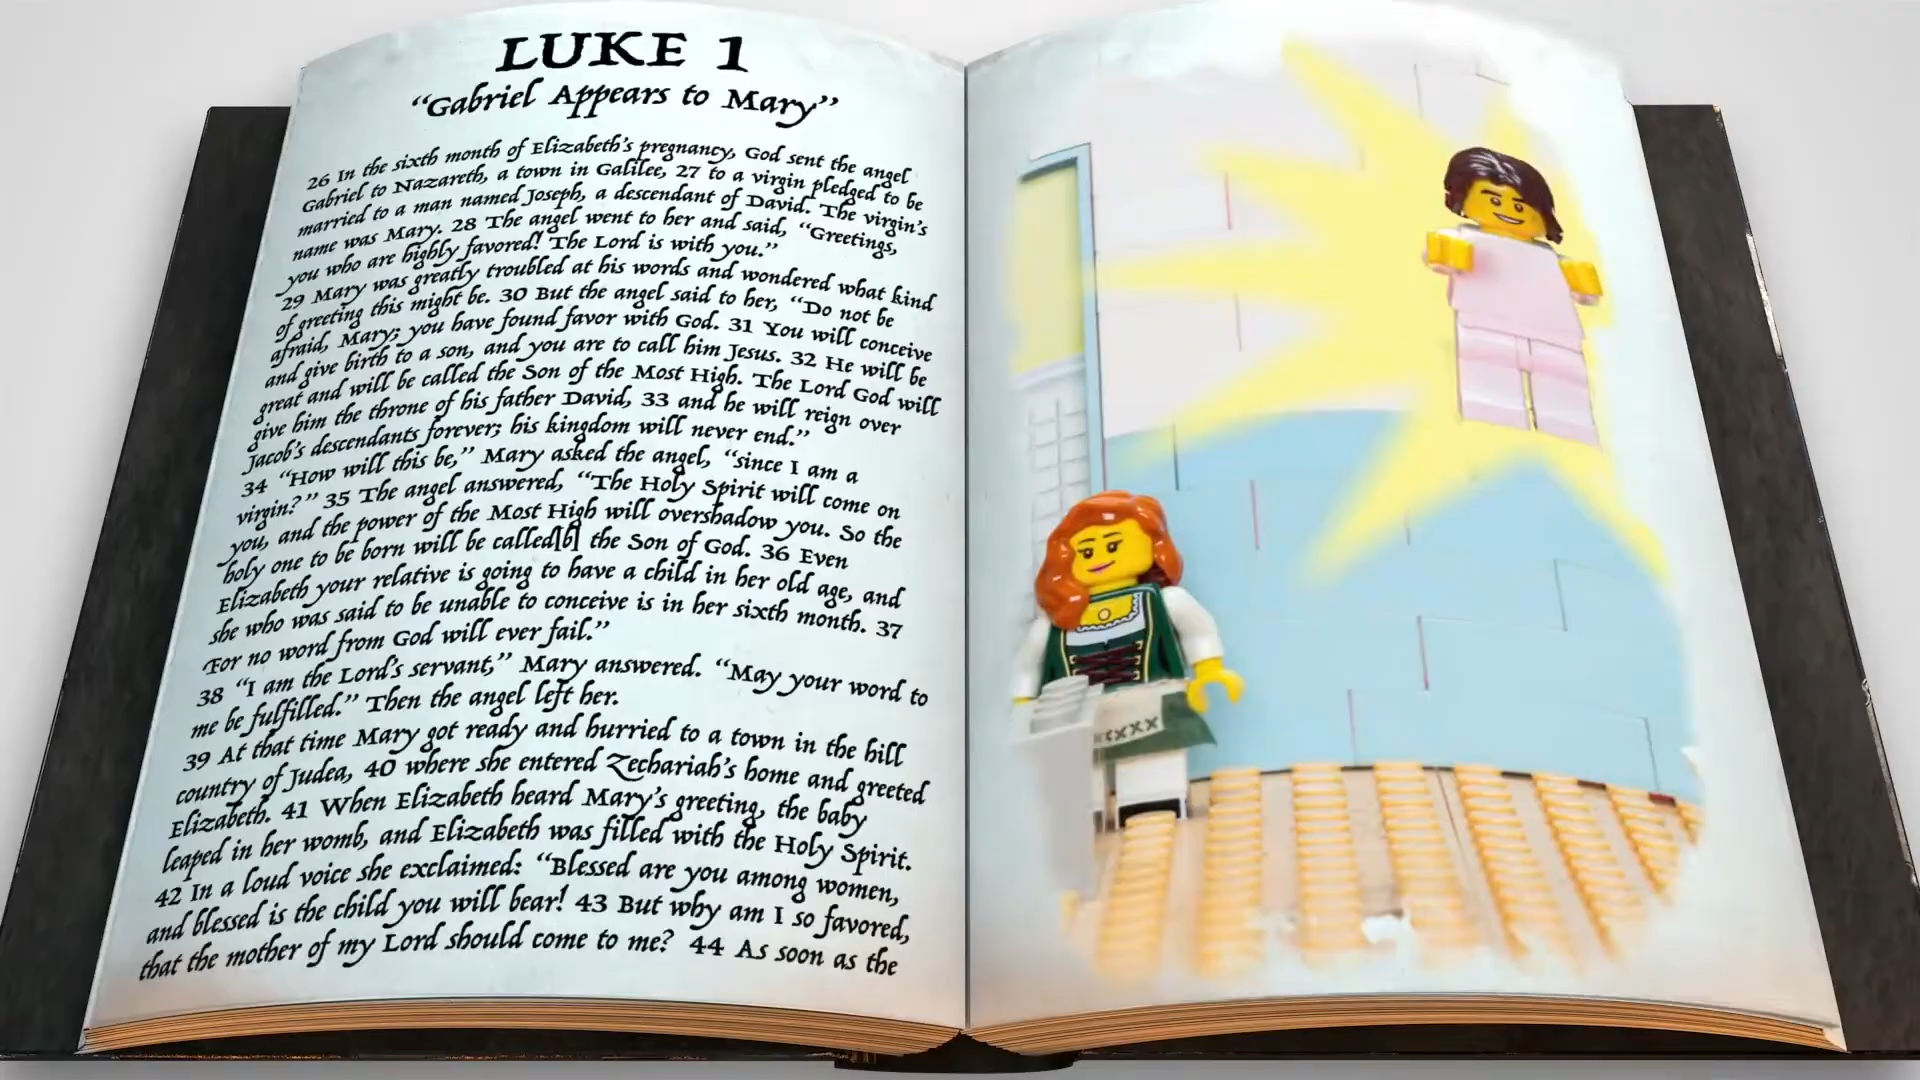 LUKE 1
“Gabriel Appears to Mary”
26 In the sixth month of Elizabeth’s pregnancy, God sent the angel
Gabriel to Nazareth, a town in Galilee, 27 to a virgin pledged to be
married to a man named Joseph, a descendant of David. The virgin’s
name was Mary. 28 The angel went to her and said, “Greetings,
you who are highly favored! The Lord is with you.”
29 Mary was greatly troubled at his words and wondered what kind
of greeting this might be. 30 But the angel said to her, “Do not be
afraid, Mary; you have found favor with God. 31 You will conceive
and give birth to a son, and you are to call him Jesus. 32 He will be
great and will be called the Son of the Most High. The Lord God will
give him the throne of his father David, 33 and he will reign over
Jacob’s descendants forever; his kingdom will never end.”
34 “How will this be,” Mary asked the angel, “since I am a
virgin?” 35 The angel answered, “The Holy Spirit will come on
you, and the power of the Most High will overshadow you. So the
holy one to be born will be called[b] the Son of God. 36 Even
Elizabeth your relative is going to have a child in her old age, and
she who was said to be unable to conceive is in her sixth month. 37
For no word from God will ever fail.”
38 “I am the Lord’s servant,” Mary answered. “May your word to
me be fulfilled.” Then the angel left her.
39 At that time Mary got ready and hurried to a town in the hill
country of Judea, 40 where she entered Zechariah’s home and greeted
Elizabeth. 41 When Elizabeth heard Mary’s greeting, the baby
leaped in her womb, and Elizabeth was filled with the Holy Spirit.
42 In a loud voice she exclaimed: “Blessed are you among women,
and blessed is the child you will bear! 43 But why am I so favored,
that the mother of my Lord should come to me? 44 As soon as the